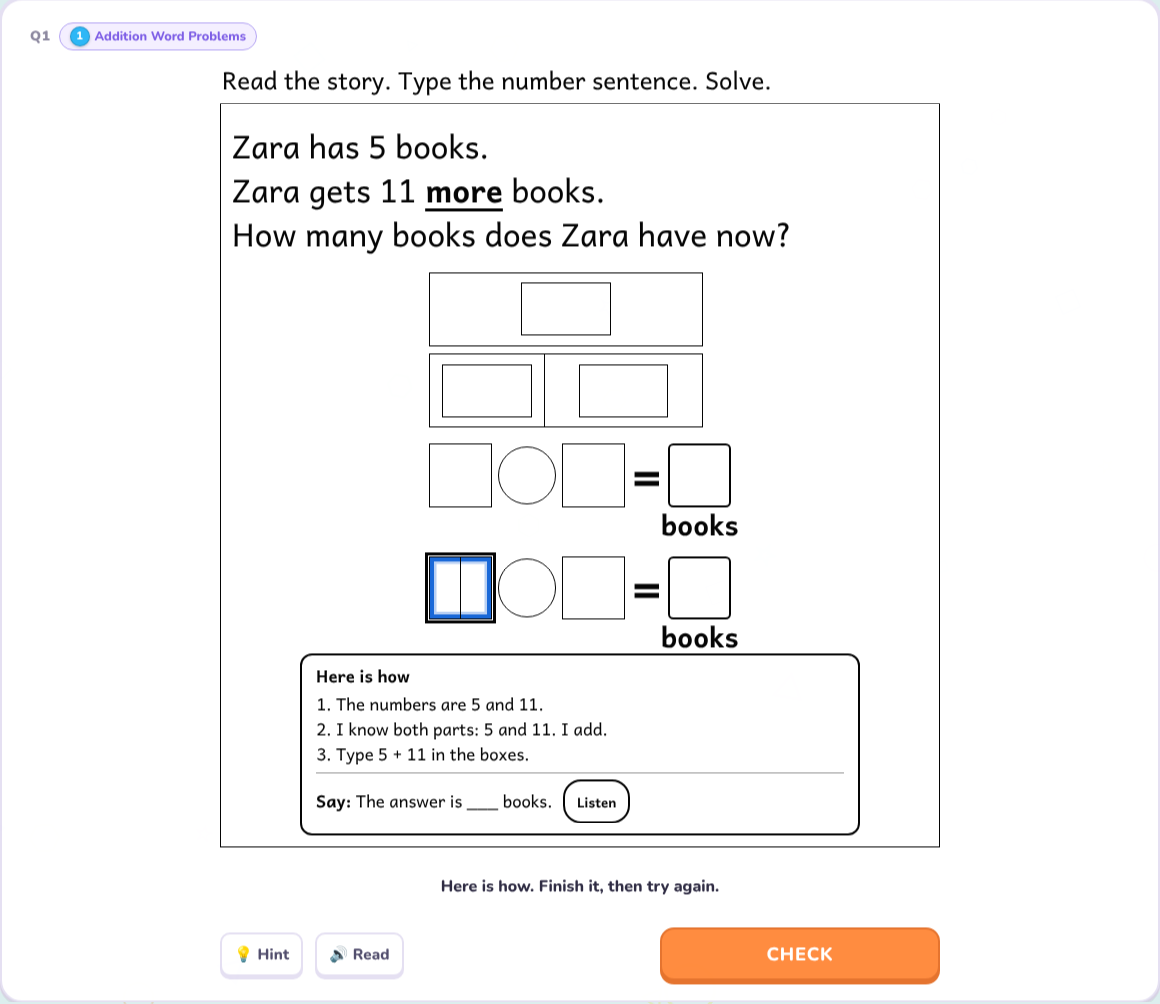 Q1 1 Addition Word Problems
Read the story. Type the number sentence. Solve.
Zara has 5 books.
Zara gets 11 more books.
How many books does Zara have now?
=
books
=
books
Here is how
1. The numbers are 5 and 11.
2. I know both parts: 5 and 11. I add.
3. Type 5 + 11 in the boxes.
Say: The answer is ___ books. Listen
Here is how. Finish it, then try again.
💡 Hint 🔊 Read CHECK